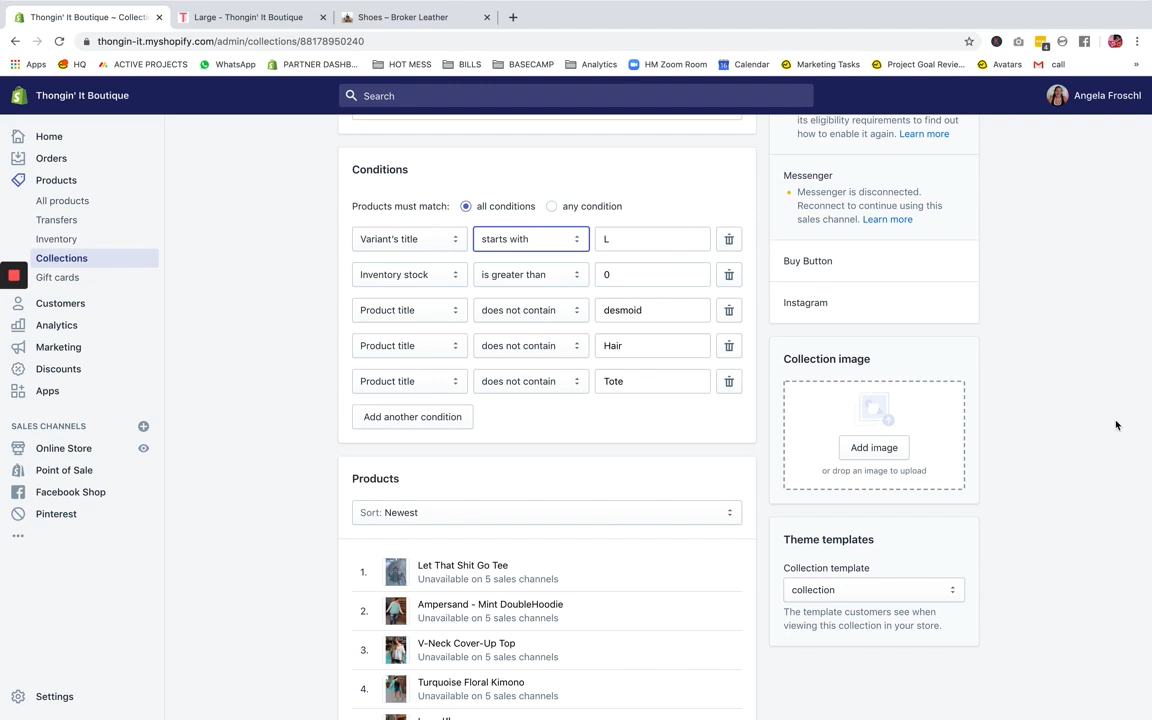 Thongin' It Boutique ~ Collecti
Large - Thongin' It Boutique
Shoes – Broker Leather
thongin-it.myshopify.com/admin/collections/88178950240
4
Apps
HQ
ACTIVE PROJECTS
WhatsApp
PARTNER DASHB...
HOT MESS
BILLS
BASECAMP
Analytics
HM Zoom Room
Calendar
Marketing Tasks
Project Goal Revie...
Avatars
call
»
Thongin' It Boutique
Search
Angela Froschl
Home
Orders
Products
All products
Transfers
Inventory
Collections
Gift cards
Customers
Analytics
Marketing
Discounts
Apps
SALES CHANNELS
Online Store
Point of Sale
Facebook Shop
Pinterest
Settings
Conditions
Products must match: all conditions any condition
Variant's title starts with L
Inventory stock is greater than 0
Product title does not contain desmoid
Product title does not contain Hair
Product title does not contain Tote
Add another condition
Products
Sort: Newest
1. Let That Shit Go Tee
Unavailable on 5 sales channels
2. Ampersand - Mint DoubleHoodie
Unavailable on 5 sales channels
3. V-Neck Cover-Up Top
Unavailable on 5 sales channels
4. Turquoise Floral Kimono
Unavailable on 5 sales channels
its eligibility requirements to find out
how to enable it again. Learn more
Messenger
Messenger is disconnected.
Reconnect to continue using this
sales channel. Learn more
Buy Button
Instagram
Collection image
Add image
or drop an image to upload
Theme templates
Collection template
collection
The template customers see when
viewing this collection in your store.